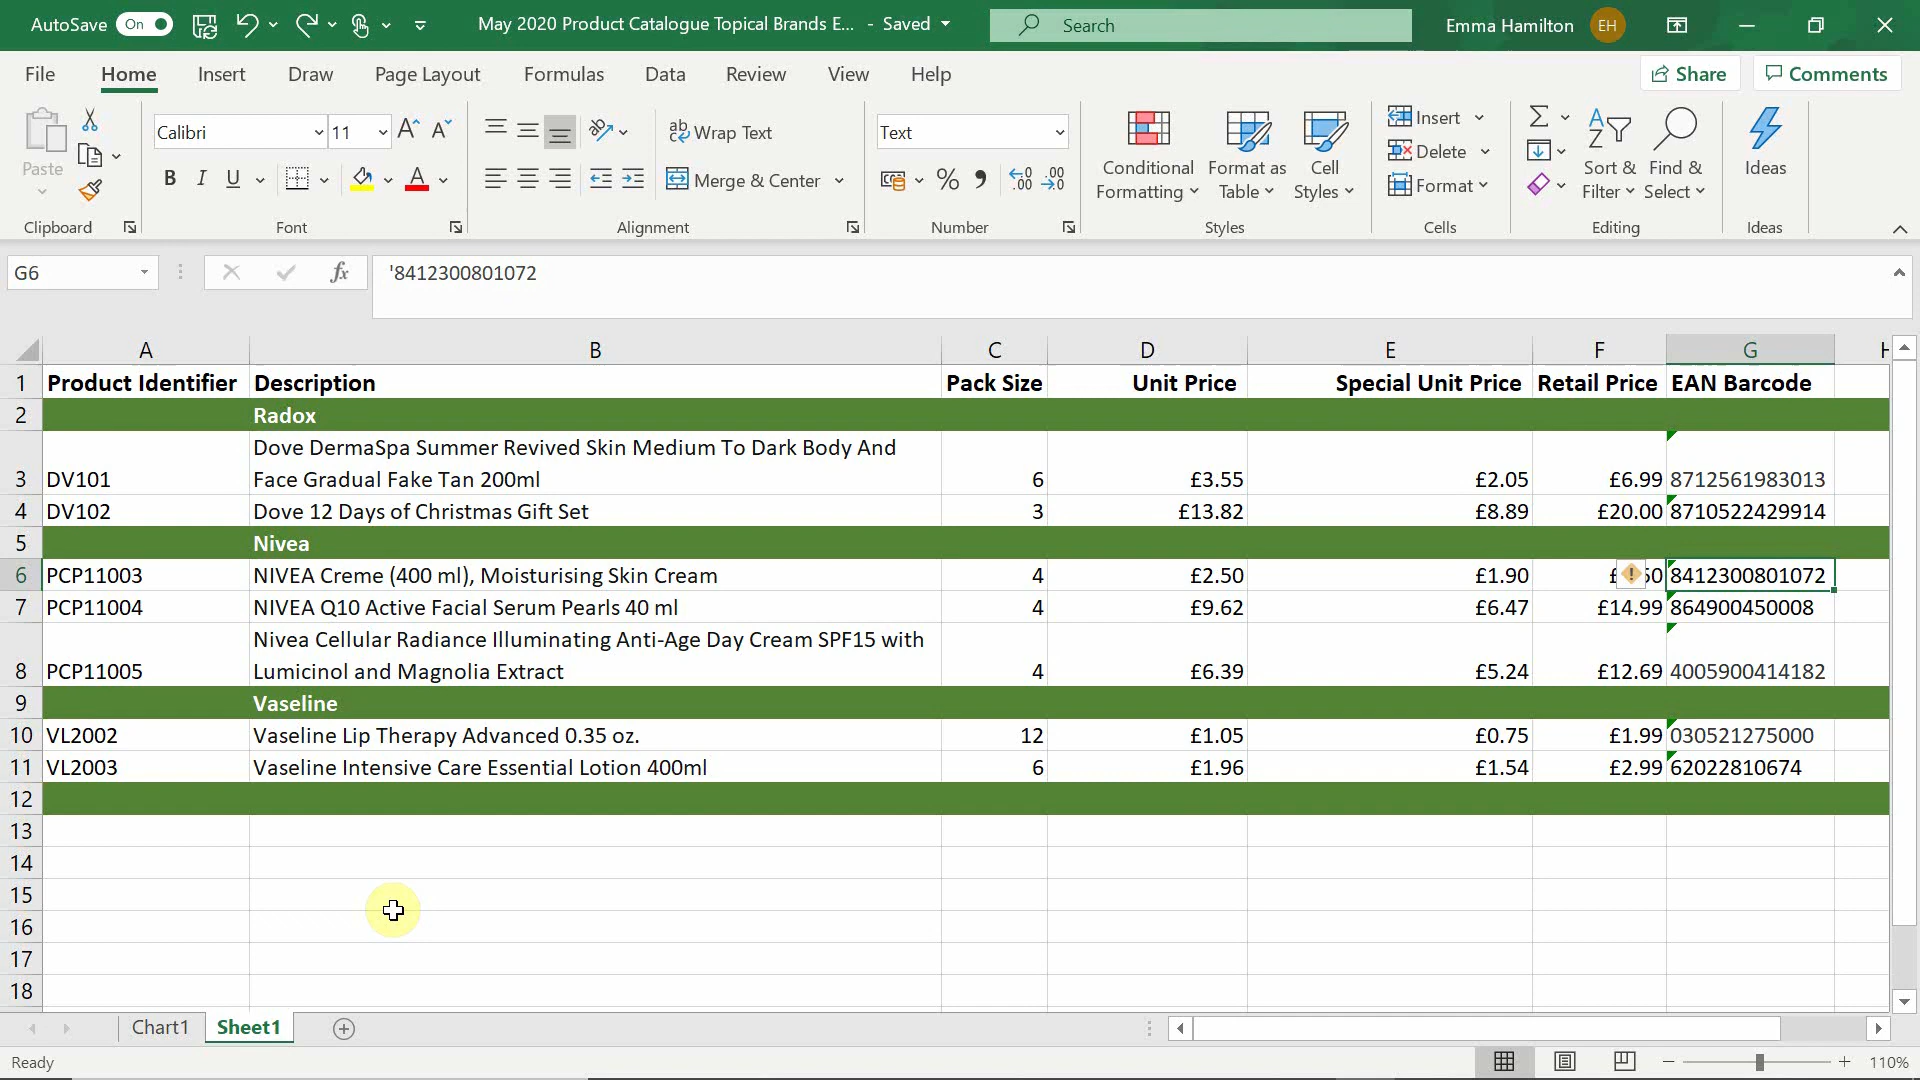 AutoSave On May 2020 Product Catalogue Topical Brands E... - Saved Search Emma Hamilton EH
File Home Insert Draw Page Layout Formulas Data Review View Help Share Comments
Paste
Calibri 11
B I U
ab Wrap Text
Merge & Center
Text
% 9 .00 .00
Conditional Formatting
Format as Table
Cell Styles
Insert
Delete
Format
Sort & Filter
Find & Select
Ideas
Clipboard Font Alignment Number Styles Cells Editing Ideas
G6 fx '8412300801072
A B C D E F G
1 Product Identifier Description Pack Size Unit Price Special Unit Price Retail Price EAN Barcode
2 Radox
Dove DermaSpa Summer Revived Skin Medium To Dark Body And
3 DV101 Face Gradual Fake Tan 200ml 6 £3.55 £2.05 £6.99 8712561983013
4 DV102 Dove 12 Days of Christmas Gift Set 3 £13.82 £8.89 £20.00 8710522429914
5 Nivea
6 PCP11003 NIVEA Creme (400 ml), Moisturising Skin Cream 4 £2.50 £1.90 8412300801072
7 PCP11004 NIVEA Q10 Active Facial Serum Pearls 40 ml 4 £9.62 £6.47 £14.99 864900450008
Nivea Cellular Radiance Illuminating Anti-Age Day Cream SPF15 with
8 PCP11005 Lumicinol and Magnolia Extract 4 £6.39 £5.24 £12.69 4005900414182
9 Vaseline
10 VL2002 Vaseline Lip Therapy Advanced 0.35 oz. 12 £1.05 £0.75 £1.99 030521275000
11 VL2003 Vaseline Intensive Care Essential Lotion 400ml 6 £1.96 £1.54 £2.99 62022810674
12
13
14
15
16
17
18
Chart1 Sheet1
Ready 110%